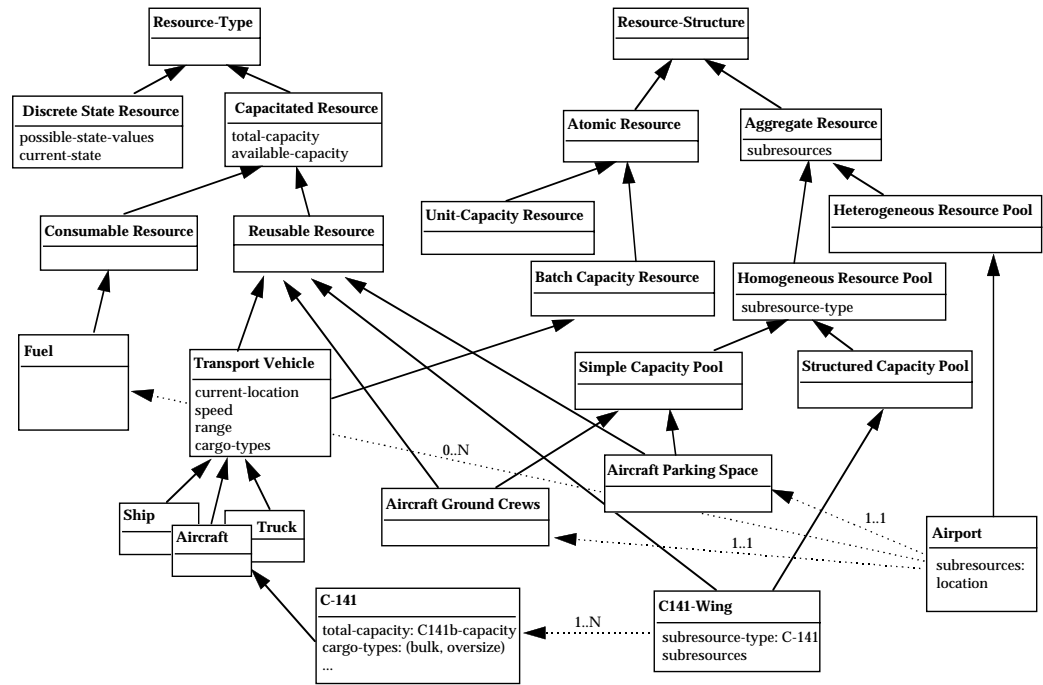 Resource-Type
Resource-Structure
Discrete State Resource
possible-state-values
current-state
Capacitated Resource
total-capacity
available-capacity
Atomic Resource
Aggregate Resource
subresources
Consumable Resource
Reusable Resource
Unit-Capacity Resource
Heterogeneous Resource Pool
Batch Capacity Resource
Homogeneous Resource Pool
subresource-type
Fuel
Transport Vehicle
current-location
speed
range
cargo-types
Simple Capacity Pool
Structured Capacity Pool
0..N
Aircraft Parking Space
Aircraft Ground Crews
Ship
Aircraft
Truck
1..1
1..1
Airport
subresources:
location
C-141
total-capacity: C141b-capacity
cargo-types: (bulk, oversize)
...
1..N
C141-Wing
subresource-type: C-141
subresources